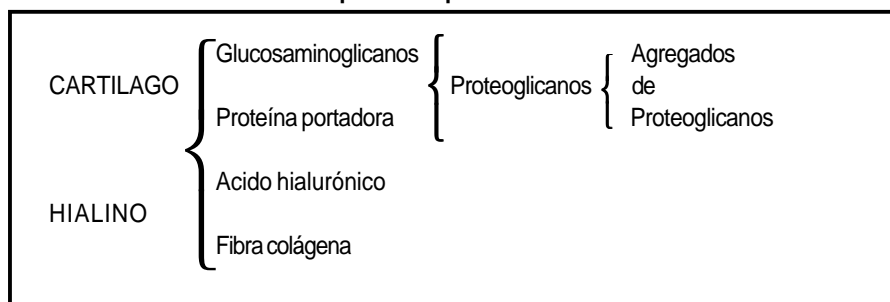 CARTILAGO
HIALINO
Glucosaminoglicanos
Proteína portadora
Acido hialurónico
Fibra colágena
Proteoglicanos
Agregados
de
Proteoglicanos